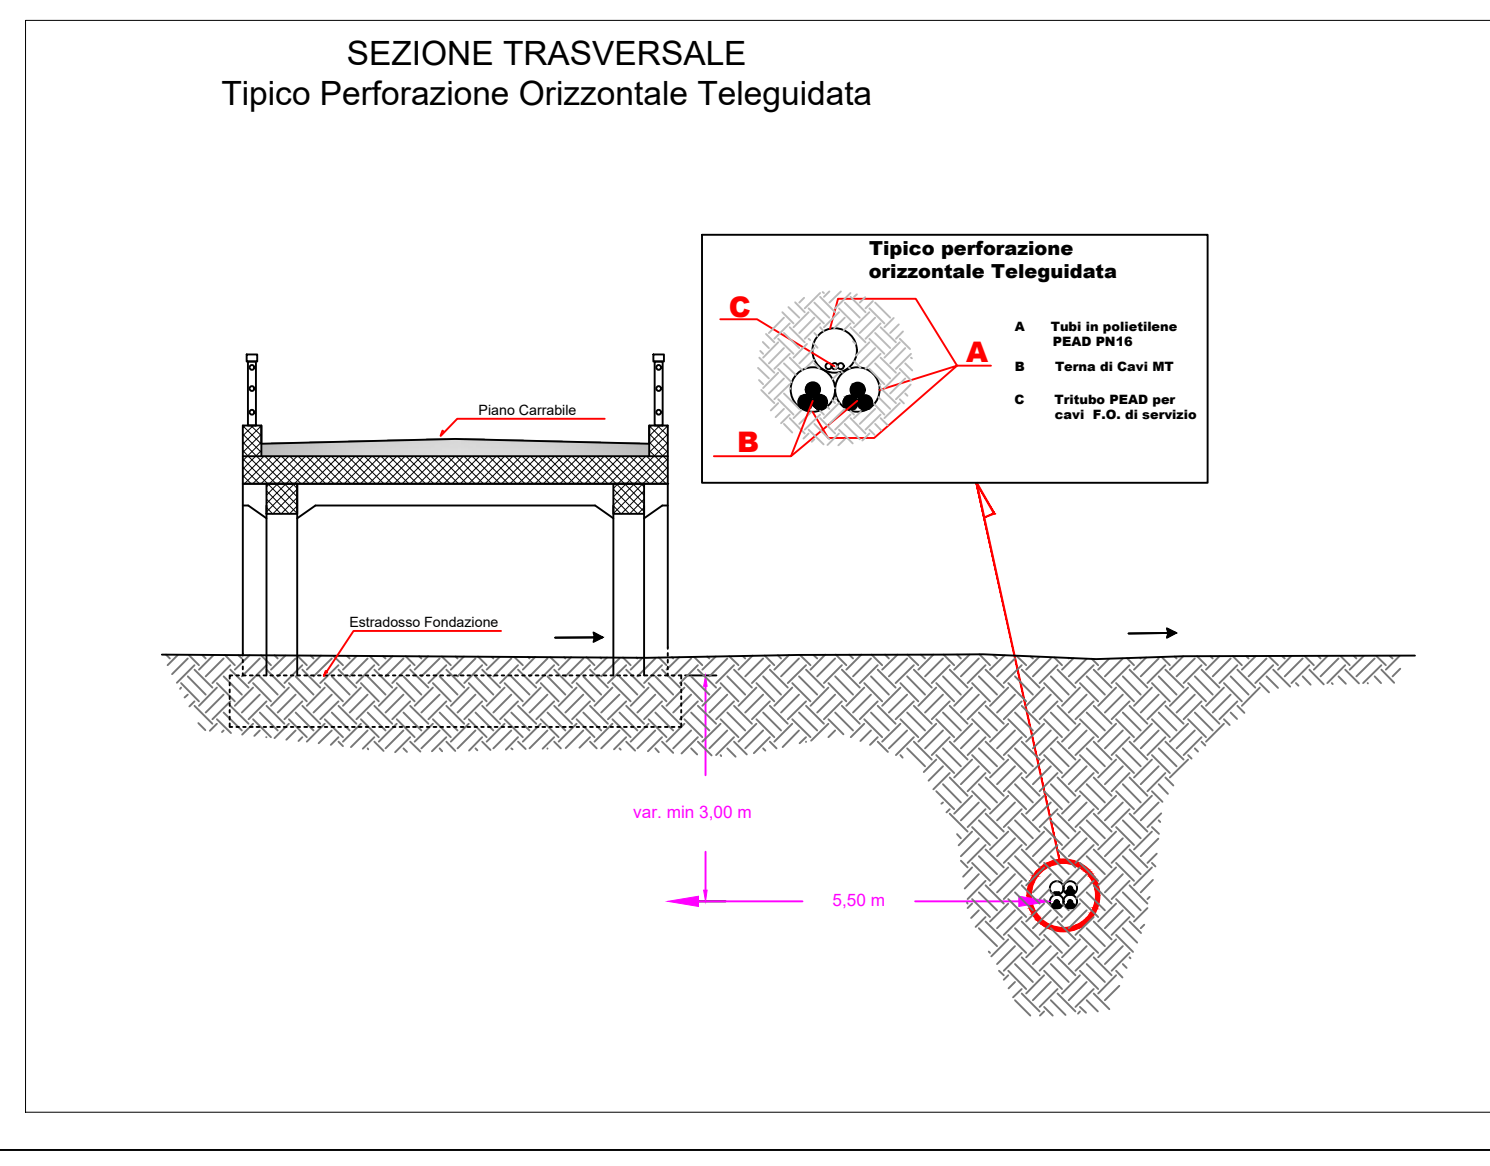 SEZIONE TRASVERSALE
Tipico Perforazione Orizzontale Teleguidata
Tipico perforazione
orizzontale Teleguidata
C
A
B
A Tubi in polietilene
PEAD PN16
B Terna di Cavi MT
C Tritubo PEAD per
cavi F.O. di servizio
Piano Carrabile
Estradosso Fondazione
var. min 3,00 m
5,50 m